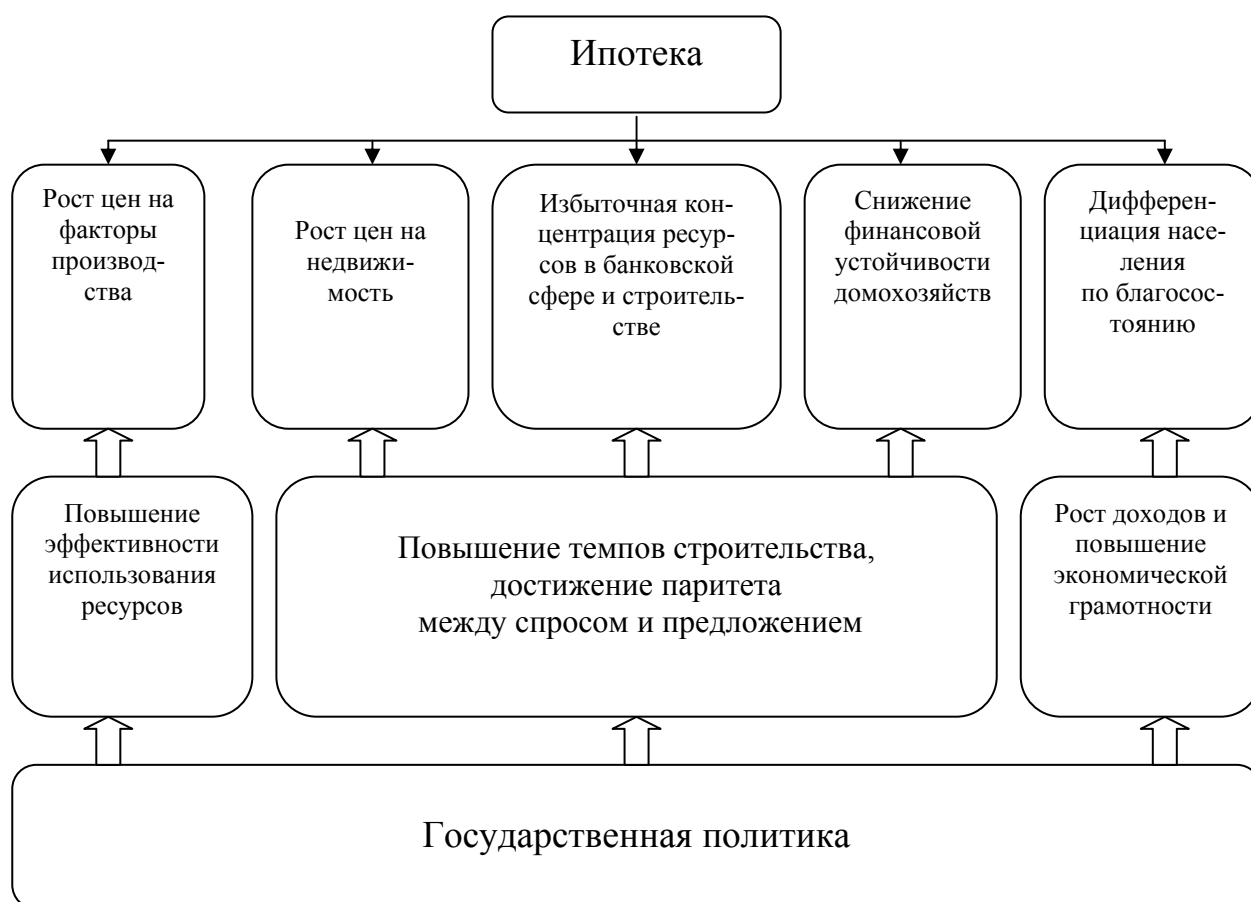 Ипотека
Рост цен на
факторы
производ-
ства
Рост цен на
недвижи-
мость
Избыточная кон-
центрация ресур-
сов в банковской
сфере и строитель-
стве
Снижение
финансовой
устойчивости
домохозяйств
Дифферен-
циация насе-
ления
по благосос-
тоянию
Повышение
эффективности
использования
ресурсов
Повышение темпов строительства,
достижение паритета
между спросом и предложением
Рост доходов и
повышение
экономической
грамотности
Государственная политика